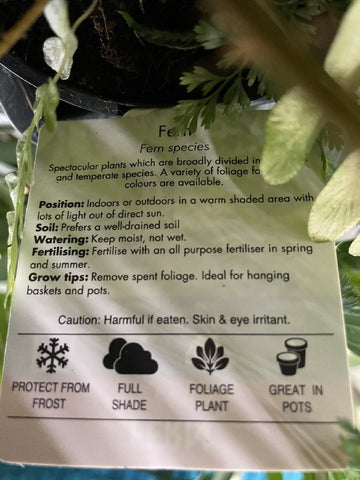 Fern
Fern species
Spectacular plants which are broadly divided in
and temperate species. A variety of foliage fo
colours are available.
Position: Indoors or outdoors in a warm shaded area with
lots of light out of direct sun.
Soil: Prefers a well-drained soil
Watering: Keep moist, not wet.
Fertilising: Fertilise with an all purpose fertiliser in spring
and summer.
Grow tips: Remove spent foliage. Ideal for hanging
baskets and pots.
Caution: Harmful if eaten. Skin & eye irritant.
PROTECT FROM
FROST
FULL
SHADE
FOLIAGE
PLANT
GREAT IN
POTS